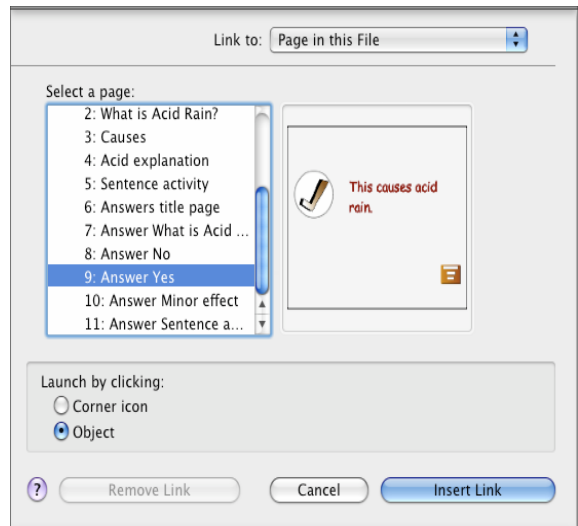 Link to: Page in this File
Select a page:
2: What is Acid Rain?
3: Causes
4: Acid explanation
5: Sentence activity
6: Answers title page
7: Answer What is Acid ...
8: Answer No
9: Answer Yes
10: Answer Minor effect
11: Answer Sentence a...
This causes acid
rain.
Launch by clicking:
Corner icon
Object
? Remove Link Cancel Insert Link